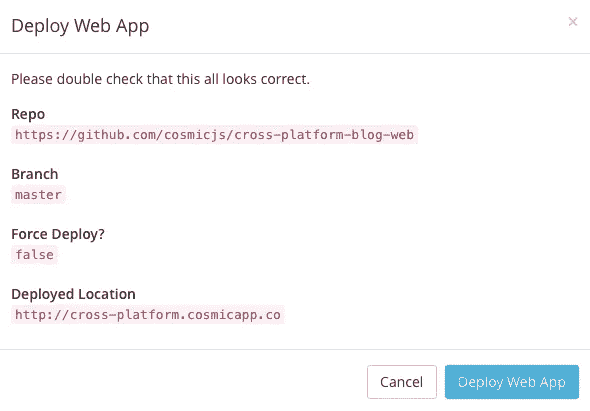 Deploy Web App
×
Please double check that this all looks correct.
Repo
https://github.com/cosmicjs/cross-platform-blog-web
Branch
master
Force Deploy?
false
Deployed Location
http://cross-platform.cosmicapp.co
Cancel
Deploy Web App